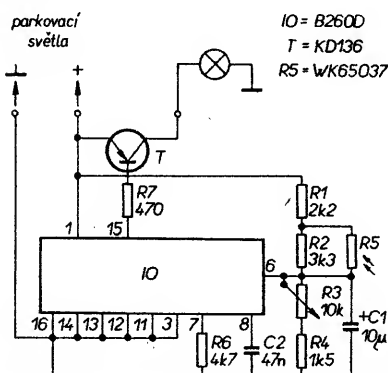 parkovací
světla
IO = B260D
T = KD136
R5 = WK65037
+
T
R7
470
R1
2k2
1
15
R2
3k3
R5
IO
6
R3
10k
+C1
10µ
16
14
13
12
11
3
7
8
R6
4k7
C2
47n
R4
1k5